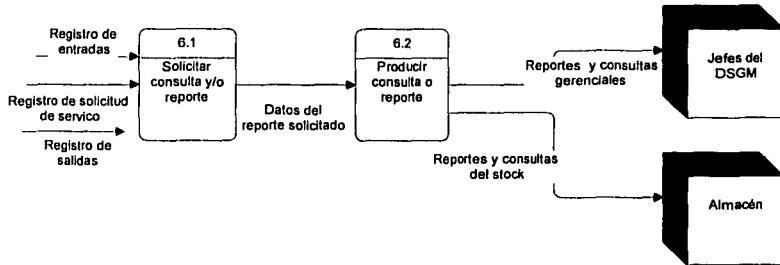 Registro de
entradas
6.1
Solicitar
consulta y/o
reporte
Registro de solicitud
de servico
Registro de
salidas
Datos del
reporte solicitado
6.2
Producir
consulta o
reporte
Reportes y consultas
gerenciales
Jefes del
DSGM
Reportes y consultas
del stock
Almacén